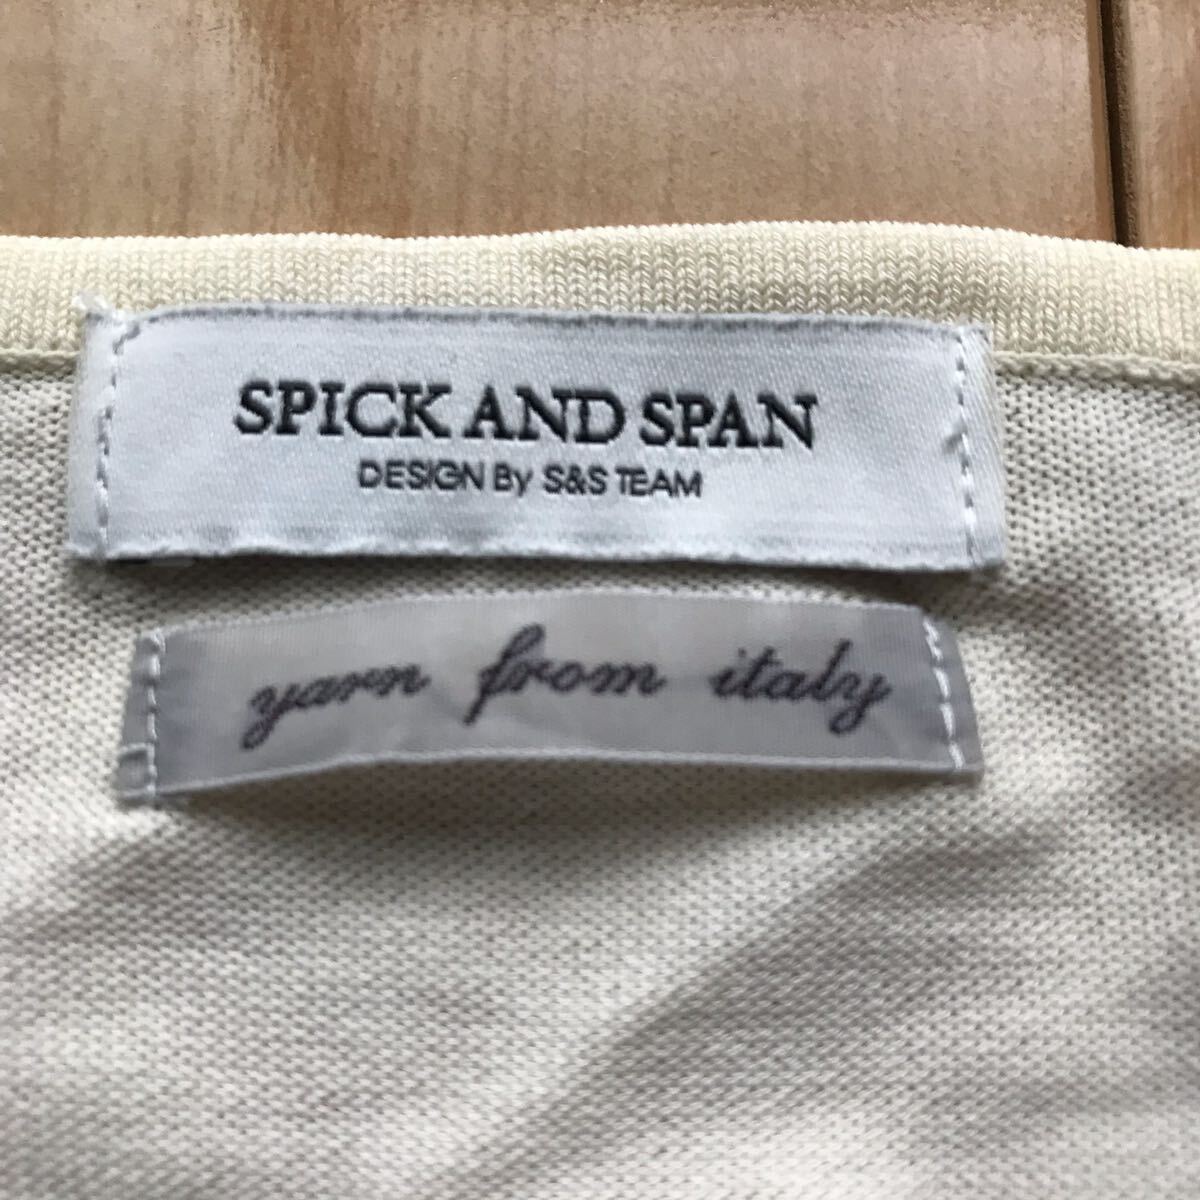 SPICK AND SPAN
DESIGN By S&S TEAM
yarn from italy